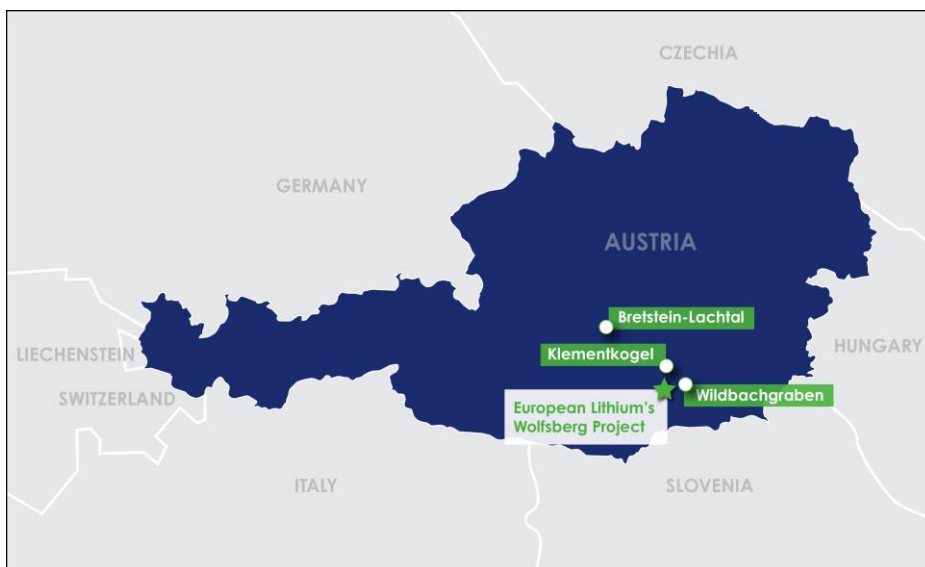 CZECHIA
GERMANY
AUSTRIA
Bretstein-Lachtal
LIECHENSTEIN
Klementkogel
HUNGARY
SWITZERLAND
Wildbachgraben
European Lithium's
Wolfsberg Project
ITALY
SLOVENIA